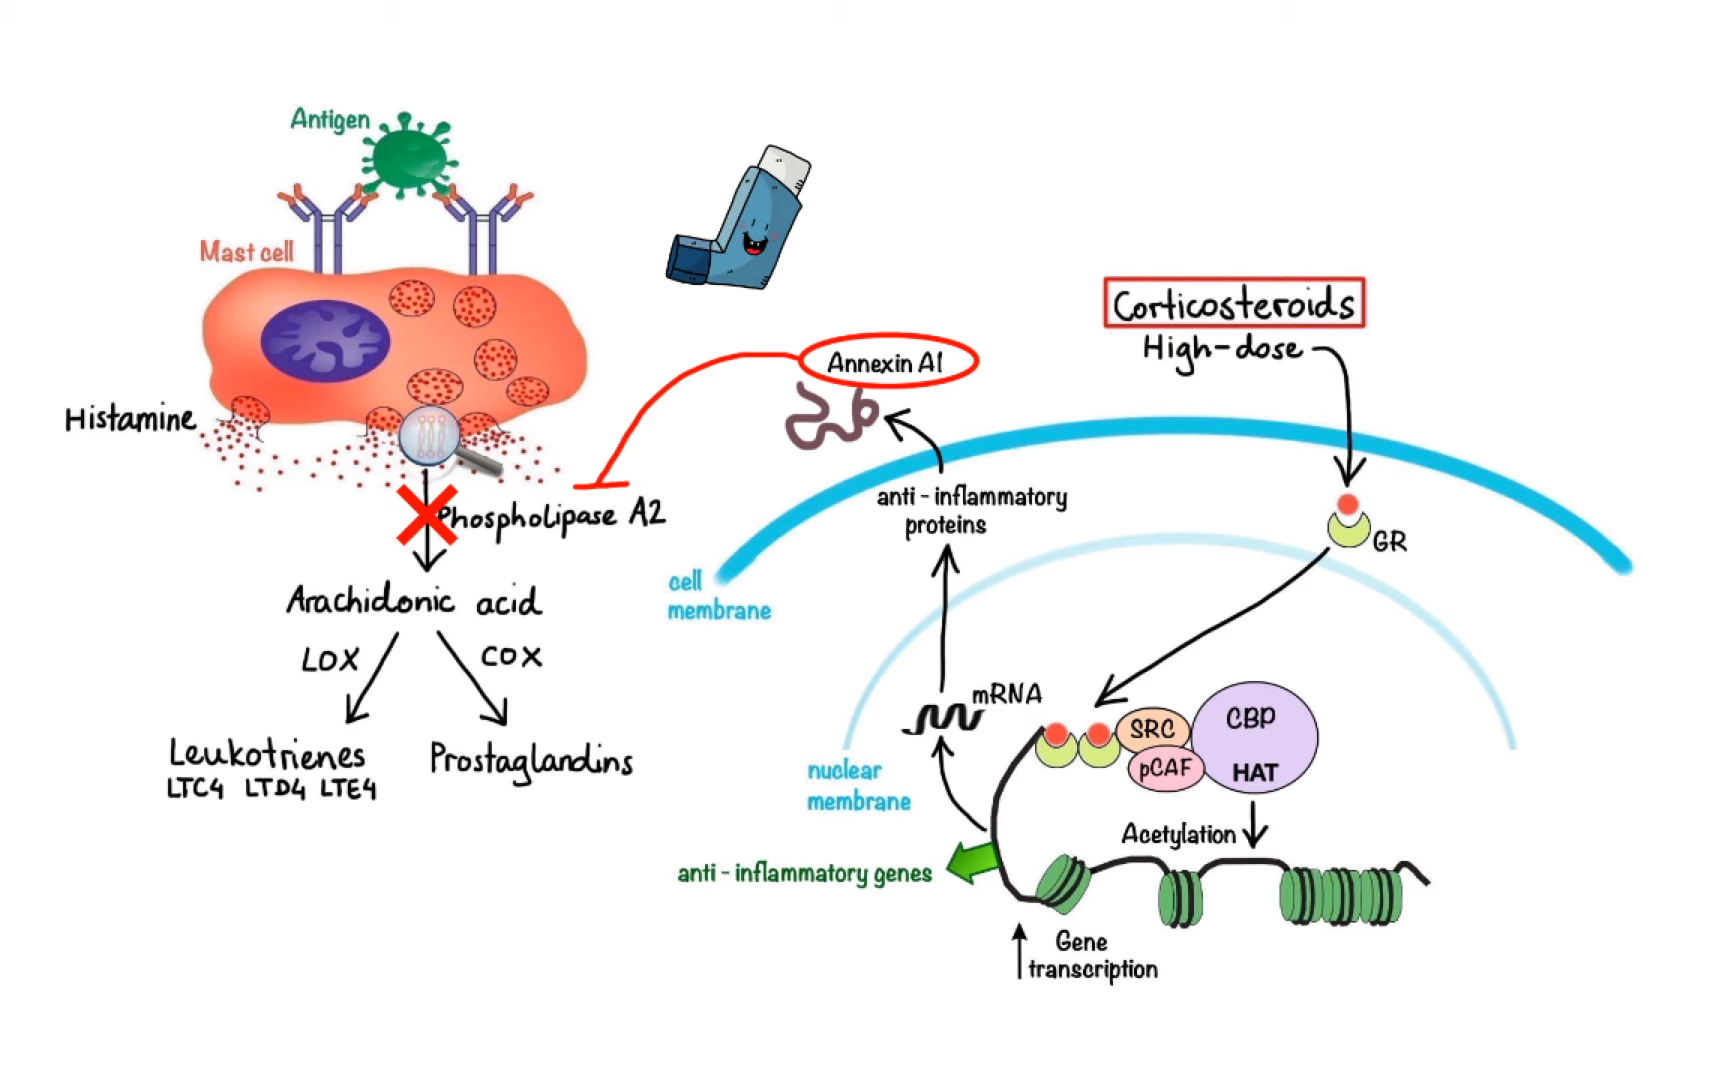 Antigen
Mast cell
Histamine
Phospholipase A2
Arachidonic acid
LOX
COX
Leukotrienes
LTC4 LTD4 LTE4
Prostaglandins
Annexin A1
Corticosteroids
High-dose
GR
anti-inflammatory
proteins
cell
membrane
mRNA
nuclear
membrane
SRC
pCAF
CBP
HAT
Acetylation
anti-inflammatory genes
Gene
transcription